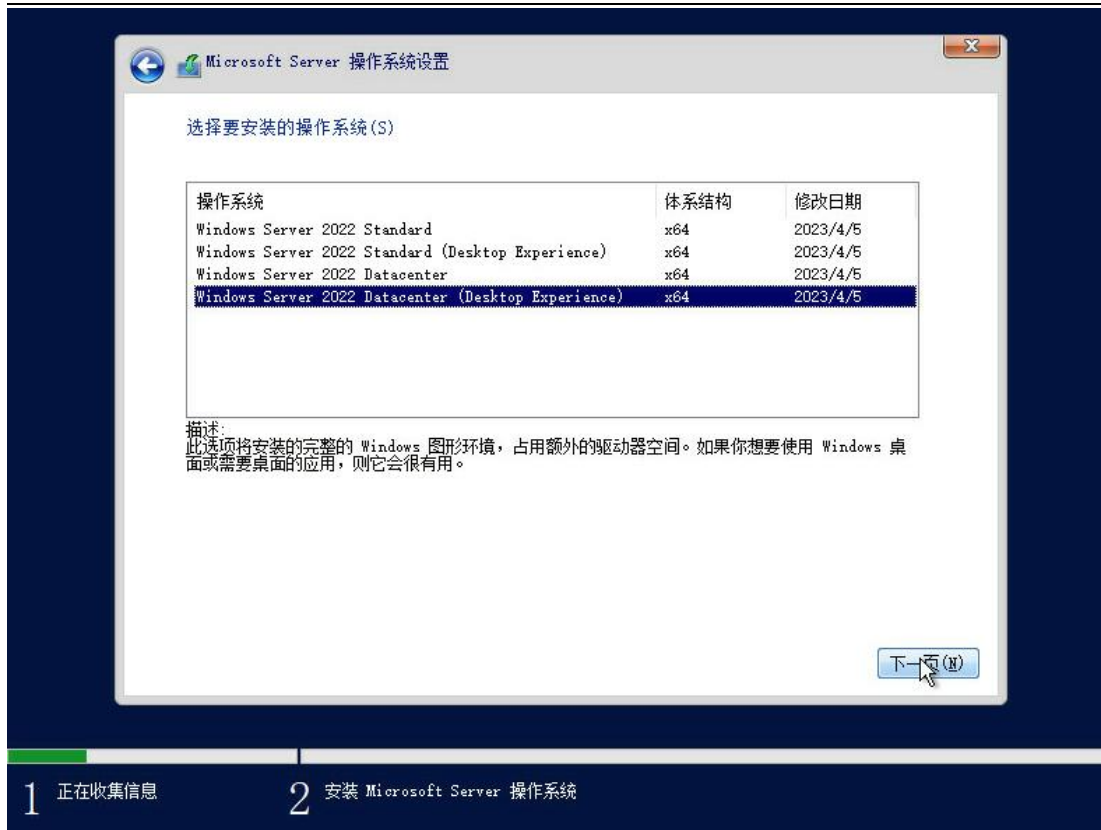 Microsoft Server 操作系统设置
选择要安装的操作系统(S)
操作系统 体系结构 修改日期
Windows Server 2022 Standard x64 2023/4/5
Windows Server 2022 Standard (Desktop Experience) x64 2023/4/5
Windows Server 2022 Datacenter x64 2023/4/5
Windows Server 2022 Datacenter (Desktop Experience) x64 2023/4/5
描述:
此选项将安装的完整的 Windows 图形环境，占用额外的驱动器空间。如果你想要使用 Windows 桌
面或需要桌面的应用，则它会很有用。
下一页(N)
1 正在收集信息 2 安装 Microsoft Server 操作系统